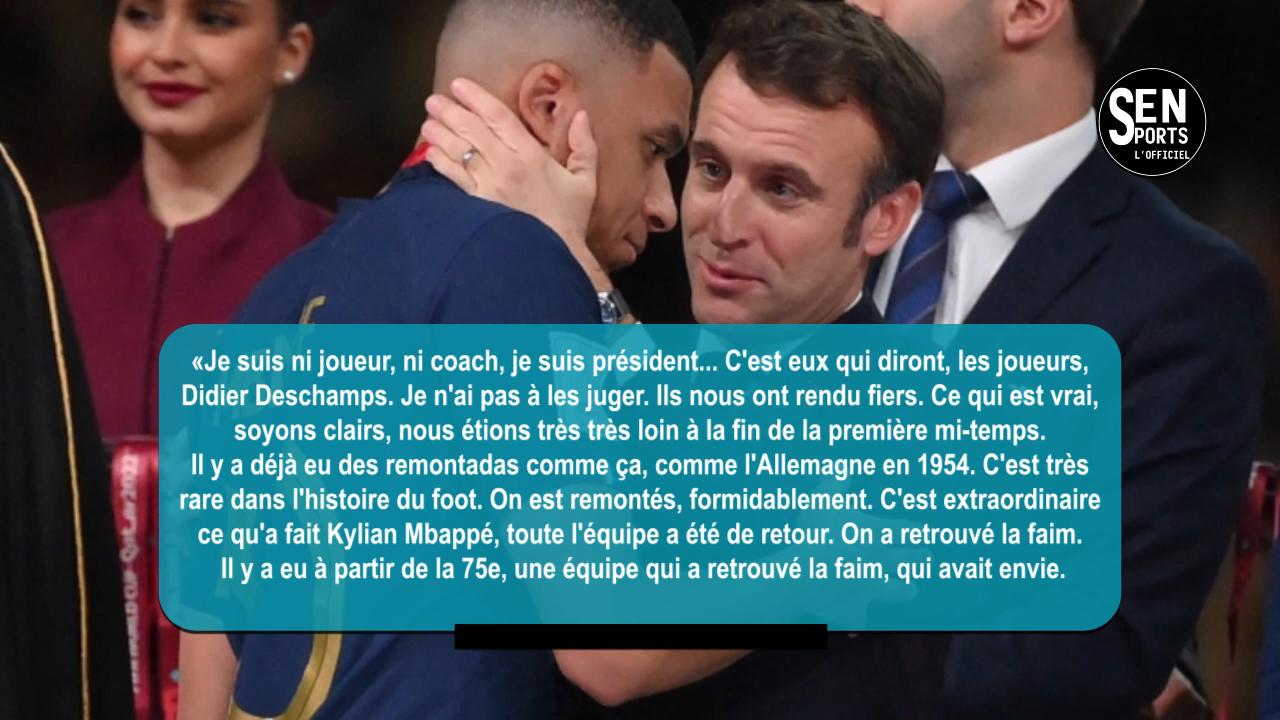 SEN
SPORTS
L'OFFICIEL
«Je suis ni joueur, ni coach, je suis président... C'est eux qui diront, les joueurs,
Didier Deschamps. Je n'ai pas à les juger. Ils nous ont rendu fiers. Ce qui est vrai,
soyons clairs, nous étions très très loin à la fin de la première mi-temps.
Il y a déjà eu des remontadas comme ça, comme l'Allemagne en 1954. C'est très
rare dans l'histoire du foot. On est remontés, formidablement. C'est extraordinaire
ce qu'a fait Kylian Mbappé, toute l'équipe a été de retour. On a retrouvé la faim.
Il y a eu à partir de la 75e, une équipe qui a retrouvé la faim, qui avait envie.
FIFA WORLD CUP Qatar2022